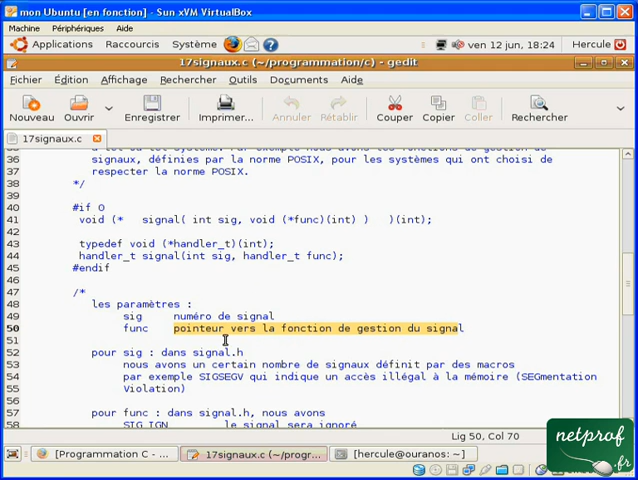 mon Ubuntu [en fonction] - Sun xVM VirtualBox
Machine Périphériques Aide
Applications Raccourcis Système ven 12 jun, 18:24 Hercule
17signaux.c (~/programmation/c) - gedit
Fichier Édition Affichage Rechercher Outils Documents Aide
Nouveau Ouvrir Enregistrer Imprimer... Annuler Rétablir Couper Copier Coller Rechercher
17signaux.c
36 signaux, définies par la norme POSIX, pour les systèmes qui ont choisi de
37 respecter la norme POSIX.
38 */
39
40 #if 0
41 void (* signal( int sig, void (*func)(int) ) )(int);
42
43 typedef void (*handler_t)(int);
44 handler_t signal(int sig, handler_t func);
45 #endif
46
47 /*
48 les paramètres :
49 sig numéro de signal
50 func pointeur vers la fonction de gestion du signal
51
52 pour sig : dans signal.h
53 nous avons un certain nombre de signaux définit par des macros
54 par exemple SIGSEGV qui indique un accès illégal à la mémoire (SEGmentation
55 Violation)
56
57 pour func : dans signal.h, nous avons
58 SIG_IGN le signal sera ignoré
Lig 50, Col 70
[Programmation C - ... 17signaux.c (~/progr... [hercule@ouranos: ~]
netprof
.fr